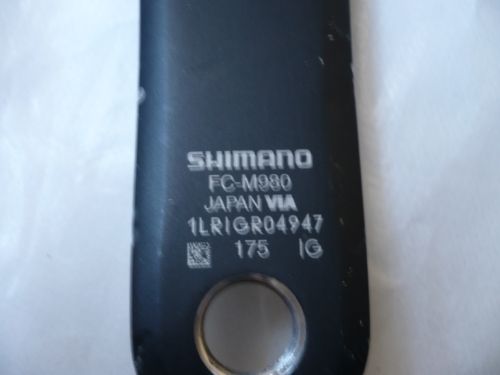 SHIMANO
FC-M980
JAPAN VIA
1LRIGR04947
175 IG